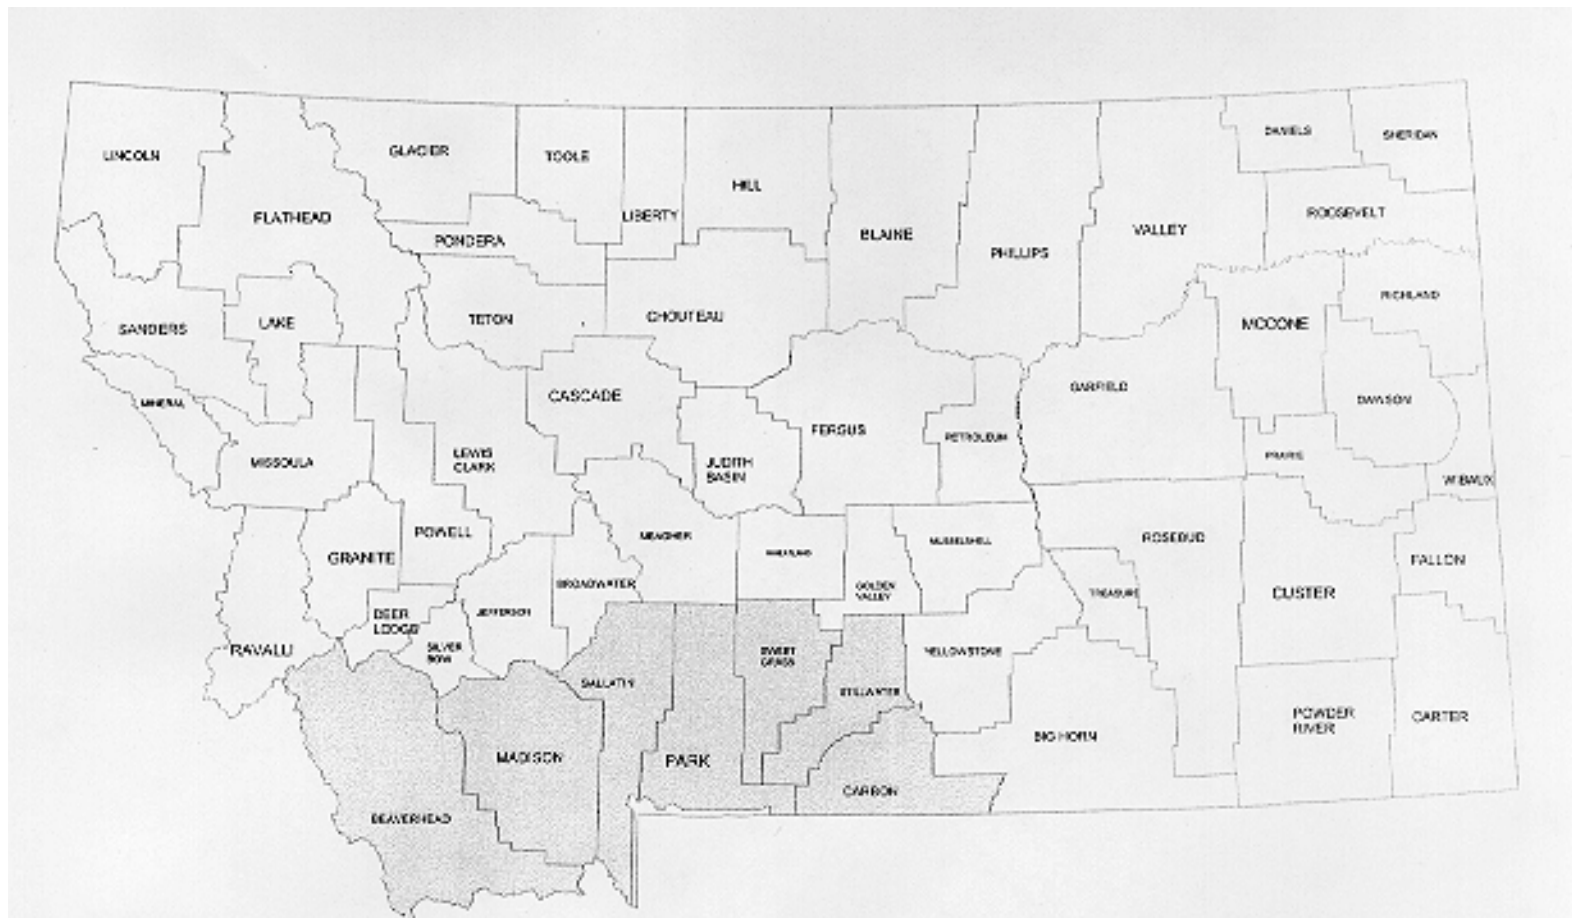 LINCOLN
FLATHEAD
GLACIER
TOOLE
LIBERTY
HILL
BLAINE
PHILLIPS
VALLEY
DANIELS
SHERIDAN
ROOSEVELT
PONDERA
TETON
CHOUTEAU
RICHLAND
MCCONE
SANDERS
LAKE
CASCADE
GARFIELD
DAWSON
MINERAL
MISSOULA
LEWIS
CLARK
JUDITH
BASIN
FERGUS
PETROLEUM
PRAIRIE
WIBAUX
POWELL
GRANITE
MEAGHER
WHEATLAND
MUSSELSHELL
ROSEBUD
FALLON
BROADWATER
GOLDEN
VALLEY
TREASURE
CUSTER
DEER
LODGE
JEFFERSON
RAVALLI
SILVER
BOW
SWEET
GRASS
YELLOWSTONE
GALLATIN
STILLWATER
POWDER
RIVER
CARTER
BIG HORN
MADISON
PARK
CARBON
BEAVERHEAD